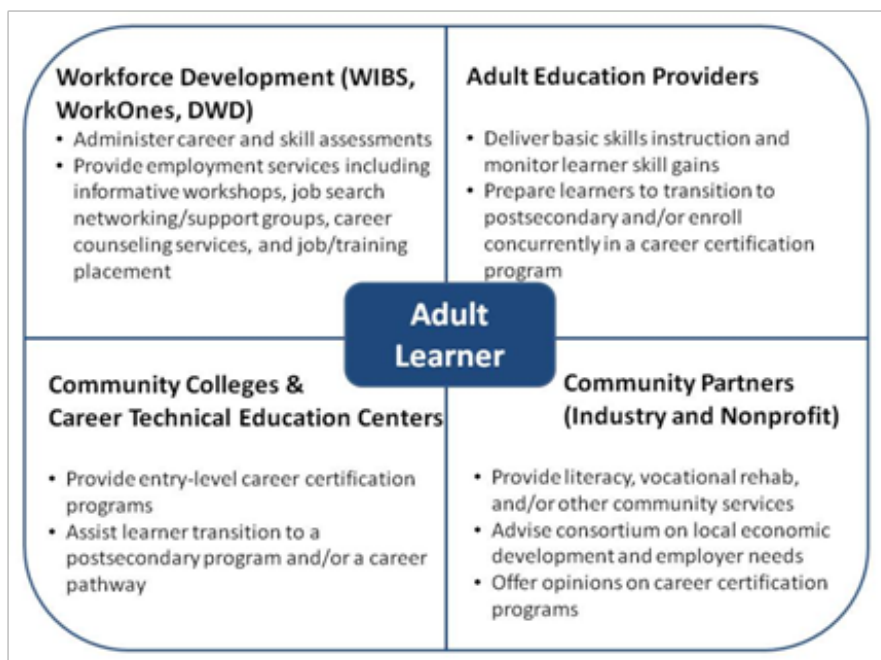 Workforce Development (WIBS,
WorkOnes, DWD)
• Administer career and skill assessments
• Provide employment services including
informative workshops, job search
networking/support groups, career
counseling services, and job/training
placement
Adult Education Providers
• Deliver basic skills instruction and
monitor learner skill gains
• Prepare learners to transition to
postsecondary and/or enroll
concurrently in a career certification
program
Adult
Learner
Community Colleges &
Career Technical Education Centers
• Provide entry-level career certification
programs
• Assist learner transition to a
postsecondary program and/or a career
pathway
Community Partners
(Industry and Nonprofit)
• Provide literacy, vocational rehab,
and/or other community services
• Advise consortium on local economic
development and employer needs
• Offer opinions on career certification
programs